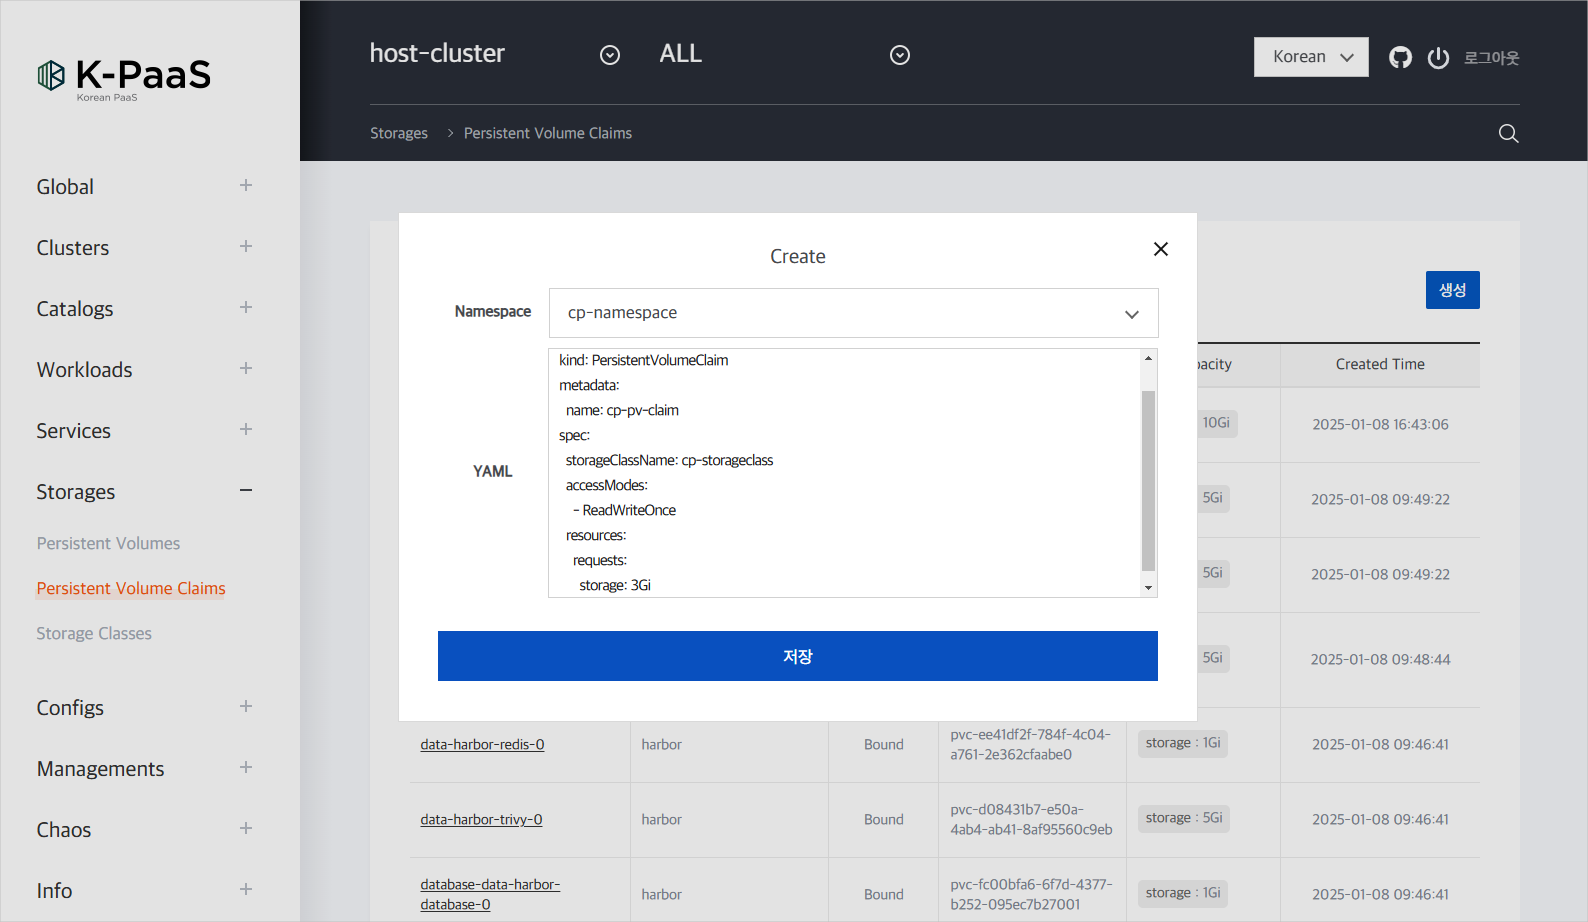 K-PaaS
Korean PaaS
host-cluster
ALL
Korean
로그아웃
Storages > Persistent Volume Claims
Global
Clusters
Catalogs
Workloads
Services
Storages
Persistent Volumes
Persistent Volume Claims
Storage Classes
Configs
Managements
Chaos
Info
생성
Create
Namespace
cp-namespace
YAML
kind: PersistentVolumeClaim
metadata:
  name: cp-pv-claim
spec:
  storageClassName: cp-storageclass
  accessModes:
    - ReadWriteOnce
  resources:
    requests:
      storage: 3Gi
저장
pacity
Created Time
10Gi
2025-01-08 16:43:06
5Gi
2025-01-08 09:49:22
5Gi
2025-01-08 09:49:22
5Gi
2025-01-08 09:48:44
data-harbor-redis-0
harbor
Bound
pvc-ee41df2f-784f-4c04-
a761-2e362cfaabe0
storage : 1Gi
2025-01-08 09:46:41
data-harbor-trivy-0
harbor
Bound
pvc-d08431b7-e50a-
4ab4-ab41-8af95560c9eb
storage : 5Gi
2025-01-08 09:46:41
database-data-harbor-
database-0
harbor
Bound
pvc-fc00bfa6-6f7d-4377-
b252-095ec7b27001
storage : 1Gi
2025-01-08 09:46:41